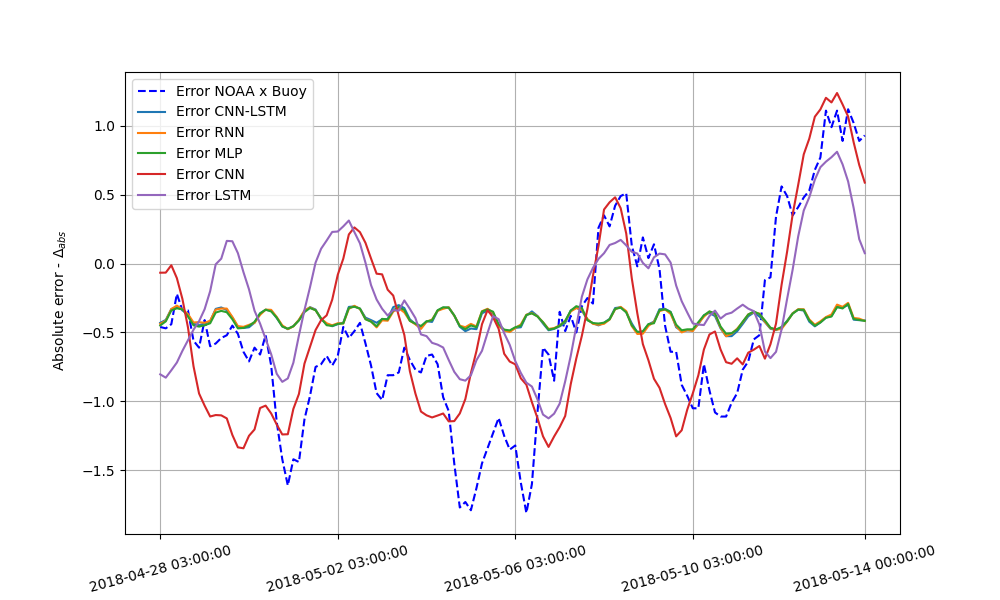 Error NOAA x Buoy
Error CNN-LSTM
Error RNN
Error MLP
Error CNN
Error LSTM
Absolute error - Δabs
1.0
0.5
0.0
−0.5
−1.0
−1.5
2018-04-28 03:00:00
2018-05-02 03:00:00
2018-05-06 03:00:00
2018-05-10 03:00:00
2018-05-14 00:00:00